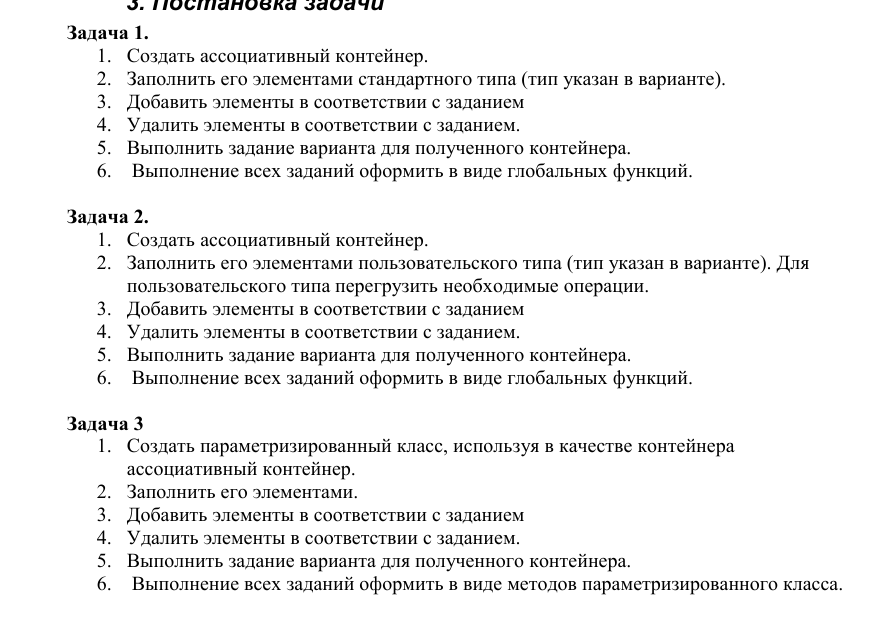 3. Постановка задачи
Задача 1.
1. Создать ассоциативный контейнер.
2. Заполнить его элементами стандартного типа (тип указан в варианте).
3. Добавить элементы в соответствии с заданием
4. Удалить элементы в соответствии с заданием.
5. Выполнить задание варианта для полученного контейнера.
6. Выполнение всех заданий оформить в виде глобальных функций.
Задача 2.
1. Создать ассоциативный контейнер.
2. Заполнить его элементами пользовательского типа (тип указан в варианте). Для
пользовательского типа перегрузить необходимые операции.
3. Добавить элементы в соответствии с заданием
4. Удалить элементы в соответствии с заданием.
5. Выполнить задание варианта для полученного контейнера.
6. Выполнение всех заданий оформить в виде глобальных функций.
Задача 3
1. Создать параметризированный класс, используя в качестве контейнера
ассоциативный контейнер.
2. Заполнить его элементами.
3. Добавить элементы в соответствии с заданием
4. Удалить элементы в соответствии с заданием.
5. Выполнить задание варианта для полученного контейнера.
6. Выполнение всех заданий оформить в виде методов параметризированного класса.